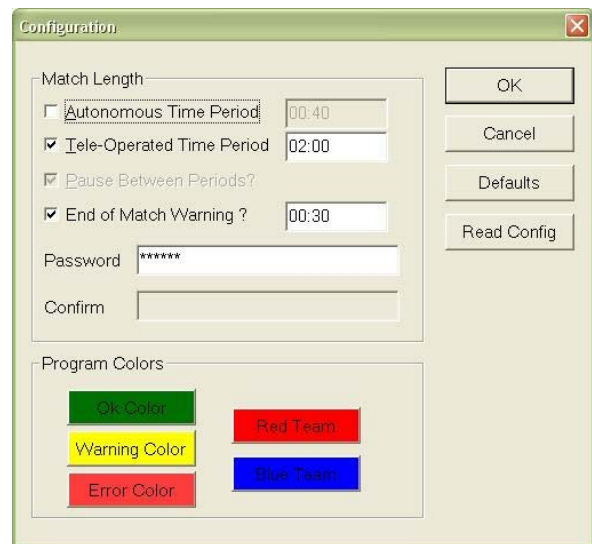 Configuration
Match Length
Autonomous Time Period 00:40
Tele-Operated Time Period 02:00
Pause Between Periods?
End of Match Warning ? 00:30
Password ******
Confirm
OK
Cancel
Defaults
Read Config
Program Colors
Ok Color
Warning Color
Error Color
Red Team
Blue Team